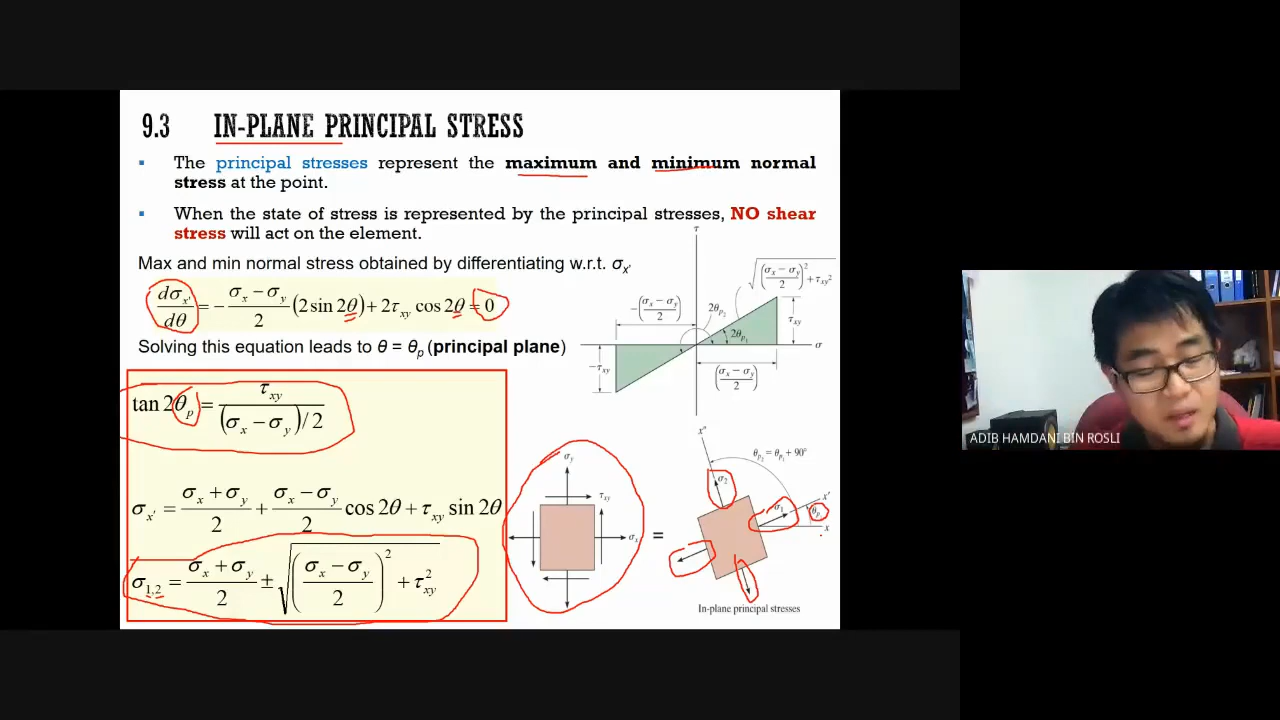 9.3 IN-PLANE PRINCIPAL STRESS
▪ The principal stresses represent the maximum and minimum normal
stress at the point.
▪ When the state of stress is represented by the principal stresses, NO shear
stress will act on the element.
Max and min normal stress obtained by differentiating w.r.t. σx'
dσx'/dθ = −(σx − σy)/2 (2 sin 2θ) + 2τxy cos 2θ = 0
Solving this equation leads to θ = θp (principal plane)
tan 2θp = τxy/((σx − σy)/2)
σx' = (σx + σy)/2 + (σx − σy)/2 cos 2θ + τxy sin 2θ
σ1,2 = (σx + σy)/2 ± √(((σx − σy)/2)² + τxy²)
τ
√(((σx − σy)/2)² + τxy²)
−((σx − σy)/2)
2θp2
2θp1
τxy
σ
−τxy
((σx − σy)/2)
σy
τxy
σx
=
x''
θp2 = θp1 + 90°
σ2
x'
σ1
θp1
x
In-plane principal stresses
ADIB HAMDANI BIN ROSLI